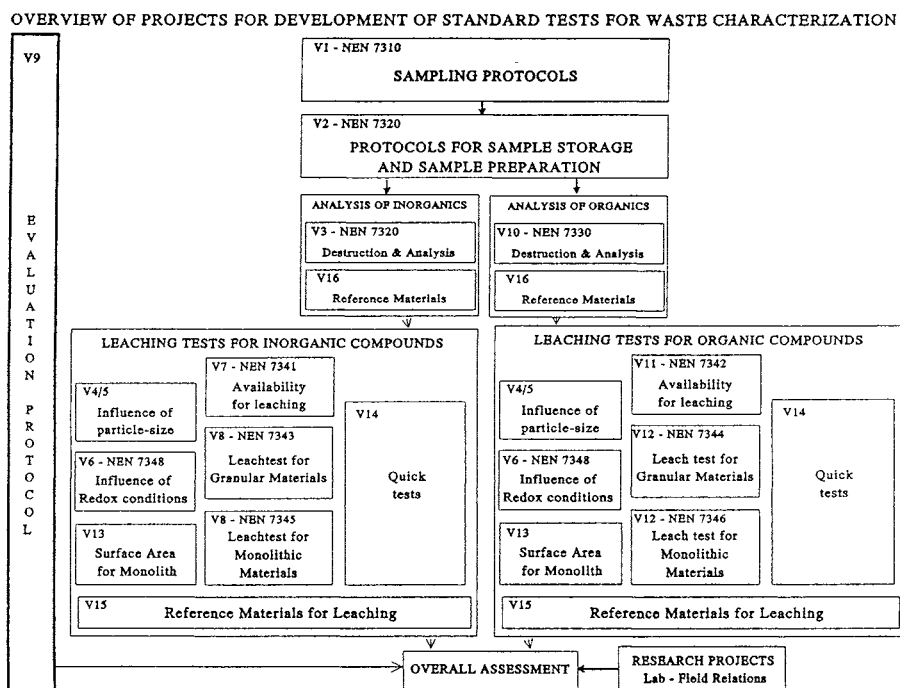 OVERVIEW OF PROJECTS FOR DEVELOPMENT OF STANDARD TESTS FOR WASTE CHARACTERIZATION
V9
EVALUATION PROTOCOL
V1 - NEN 7310
SAMPLING PROTOCOLS
V2 - NEN 7320
PROTOCOLS FOR SAMPLE STORAGE
AND SAMPLE PREPARATION
ANALYSIS OF INORGANICS
V3 - NEN 7320
Destruction & Analysis
V16
Reference Materials
ANALYSIS OF ORGANICS
V10 - NEN 7330
Destruction & Analysis
V16
Reference Materials
LEACHING TESTS FOR INORGANIC COMPOUNDS
V4/5
Influence of
particle-size
V6 - NEN 7348
Influence of
Redox conditions
V13
Surface Area
for Monolith
V7 - NEN 7341
Availability
for leaching
V8 - NEN 7343
Leachtest for
Granular Materials
V8 - NEN 7345
Leachtest for
Monolithic
Materials
V14
Quick
tests
V15
Reference Materials for Leaching
LEACHING TESTS FOR ORGANIC COMPOUNDS
V4/5
Influence of
particle-size
V6 - NEN 7348
Influence of
Redox conditions
V13
Surface Area
for Monolith
V11 - NEN 7342
Availability
for leaching
V12 - NEN 7344
Leach test for
Granular Materials
V12 - NEN 7346
Leach test for
Monolithic
Materials
V14
Quick
tests
V15
Reference Materials for Leaching
OVERALL ASSESSMENT
RESEARCH PROJECTS
Lab - Field Relations